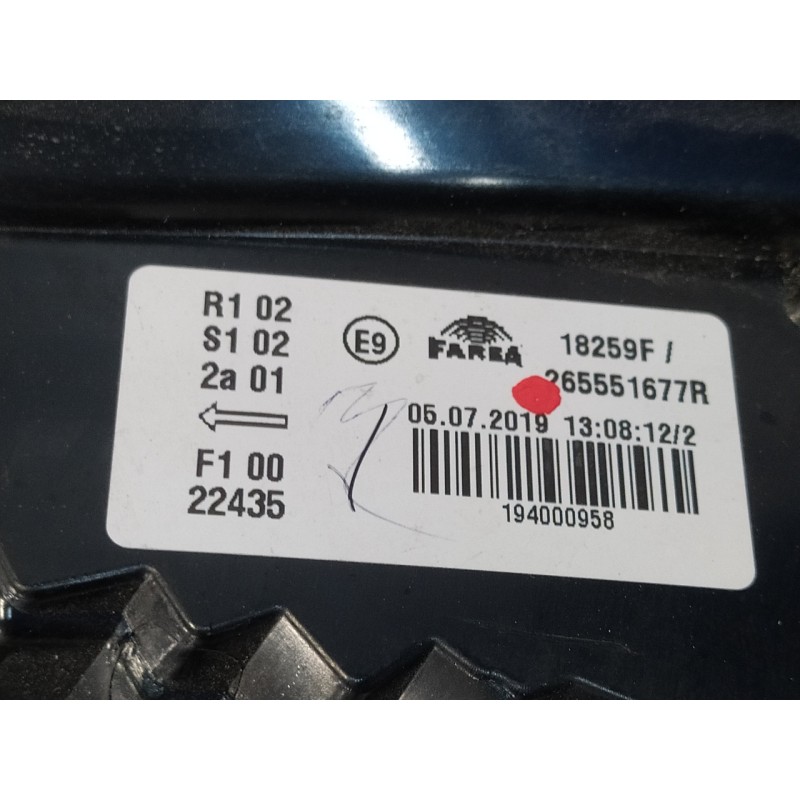 R1 02
S1 02
2a 01
F1 00
22435
E9
FARBA
18259F /
265551677R
05.07.2019 13:08:12/2
194000958